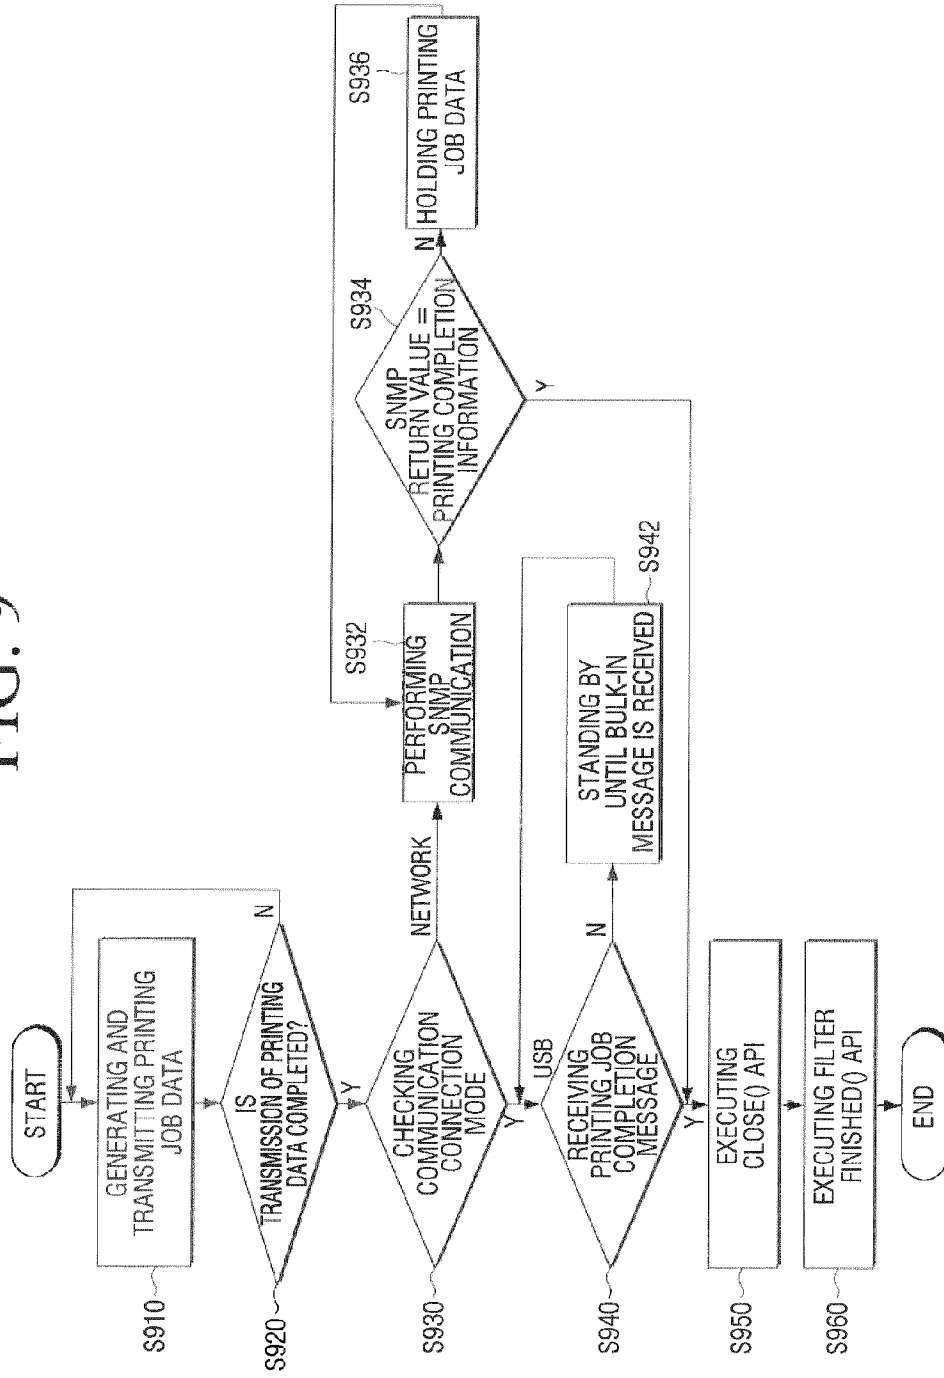 FIG. 9
START
GENERATING AND
TRANSMITTING PRINTING
JOB DATA
S910
IS
TRANSMISSION OF PRINTING
DATA COMPLETED?
S920
N
Y
CHECKING
COMMUNICATION
CONNECTION
MODE
S930
NETWORK
Y
USB
PERFORMING
SNMP
COMMUNICATION
S932
SNMP
RETURN VALUE =
PRINTING COMPLETION
INFORMATION
S934
N
Y
HOLDING PRINTING
JOB DATA
S936
RECEIVING
PRINTING JOB
COMPLETION
MESSAGE
S940
N
Y
STANDING BY
UNTIL BULK-IN
MESSAGE IS RECEIVED
S942
EXECUTING
CLOSE() API
S950
EXECUTING FILTER
FINISHED() API
S960
END